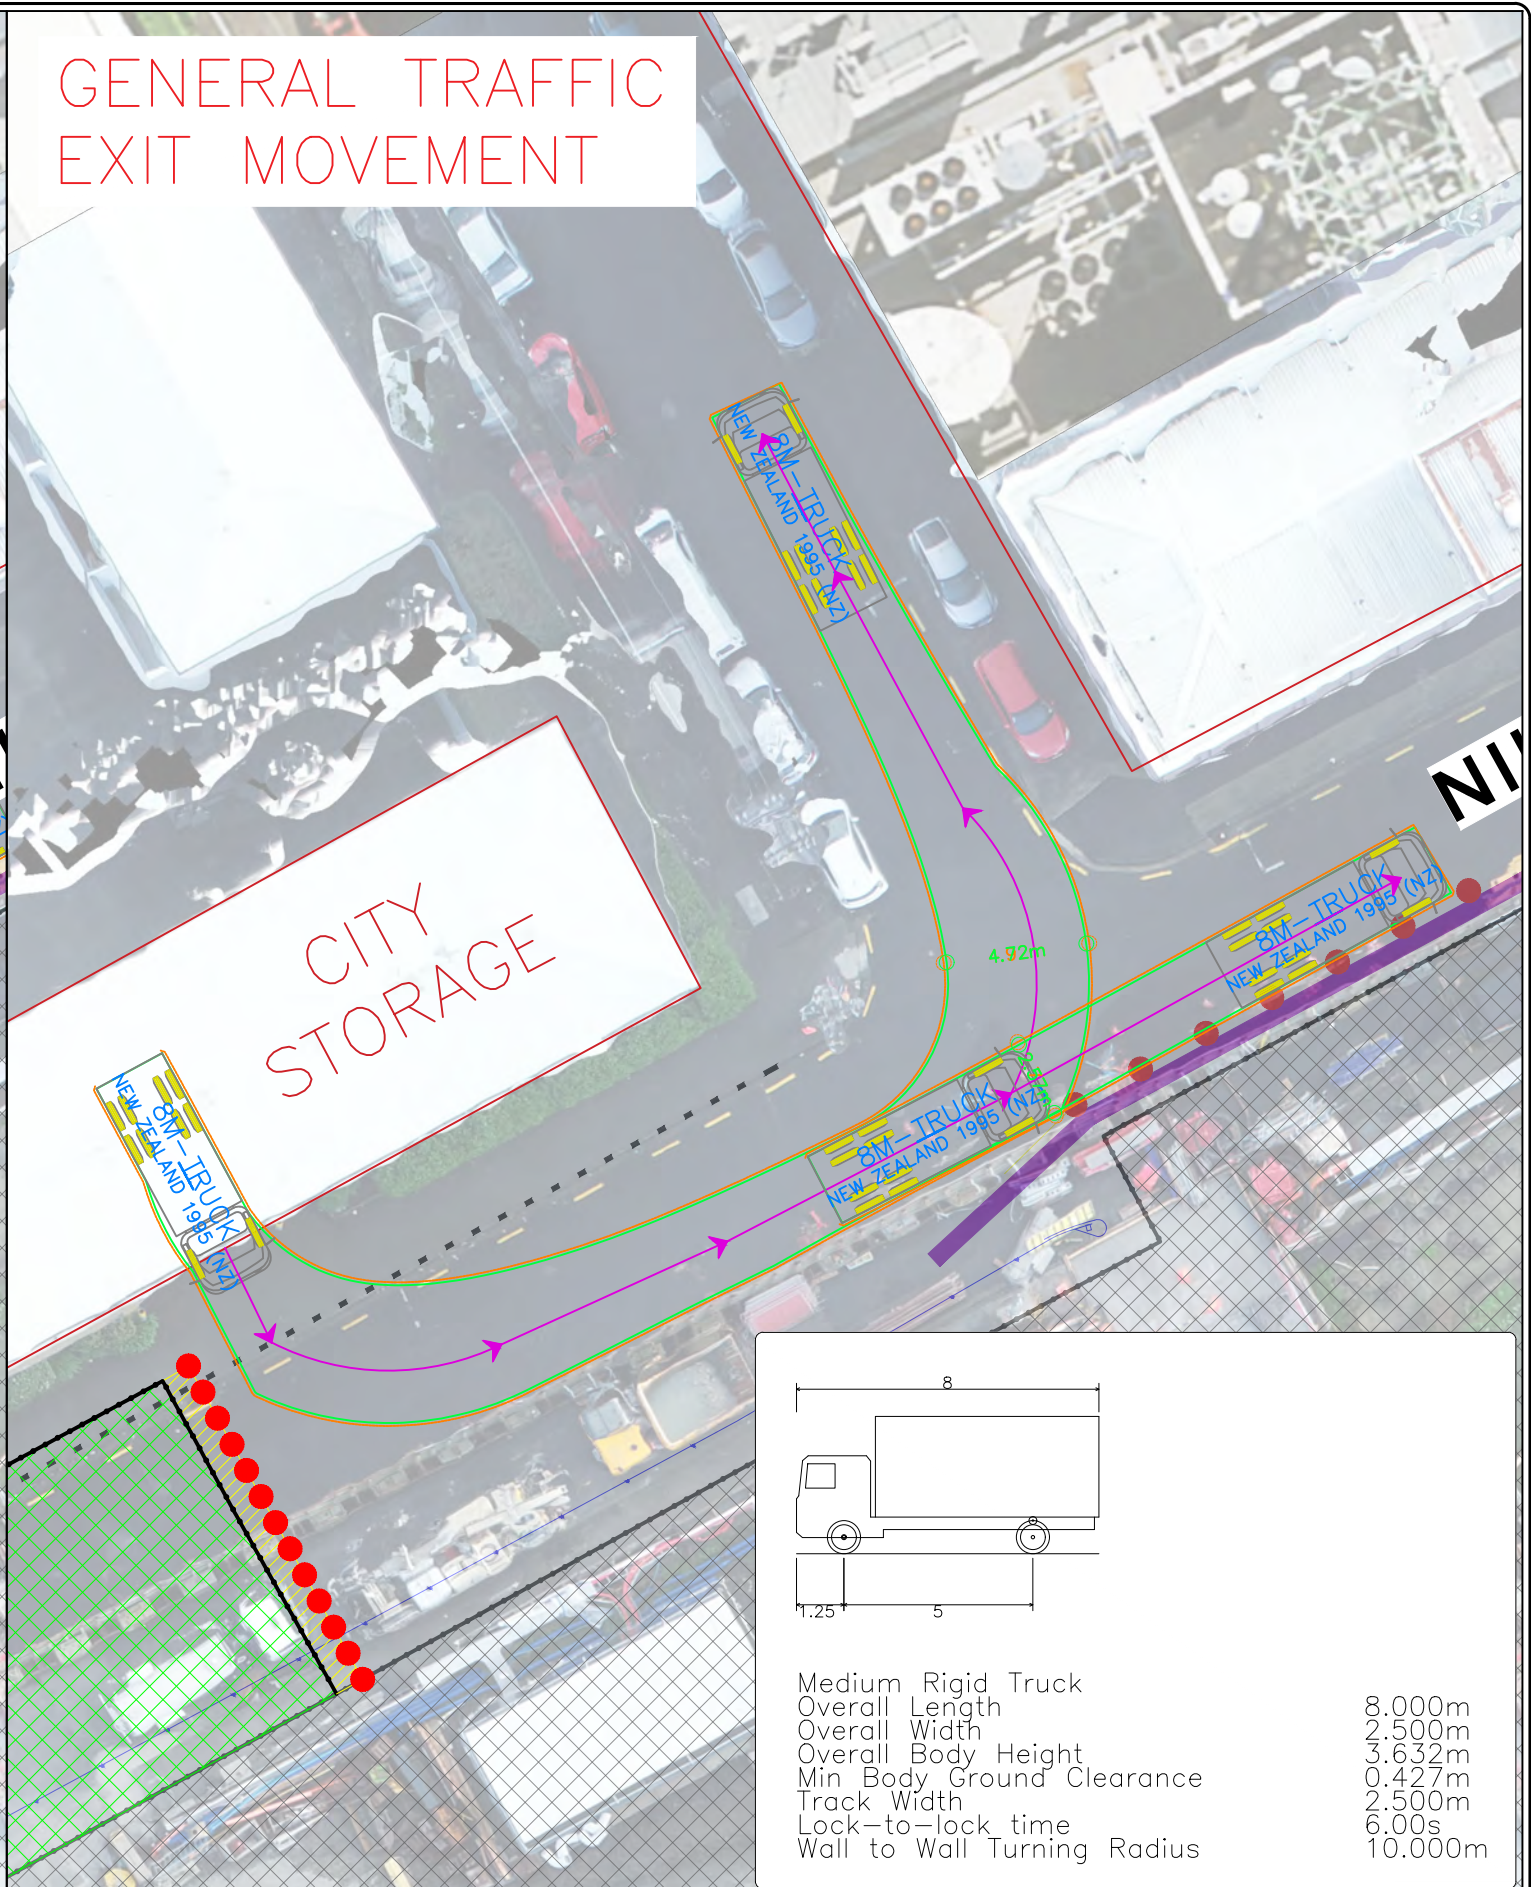 GENERAL TRAFFIC
EXIT MOVEMENT
8M-TRUCK
NEW ZEALAND 1995 (NZ)
NI
CITY
STORAGE
4.92m
8M-TRUCK
NEW ZEALAND 1995 (NZ)
8M-TRUCK
NEW ZEALAND 1995 (NZ)
8M-TRUCK
NEW ZEALAND 1995 (NZ)
8
1.25
5
Medium Rigid Truck
Overall Length 8.000m
Overall Width 2.500m
Overall Body Height 3.632m
Min Body Ground Clearance 0.427m
Track Width 2.500m
Lock-to-lock time 6.00s
Wall to Wall Turning Radius 10.000m